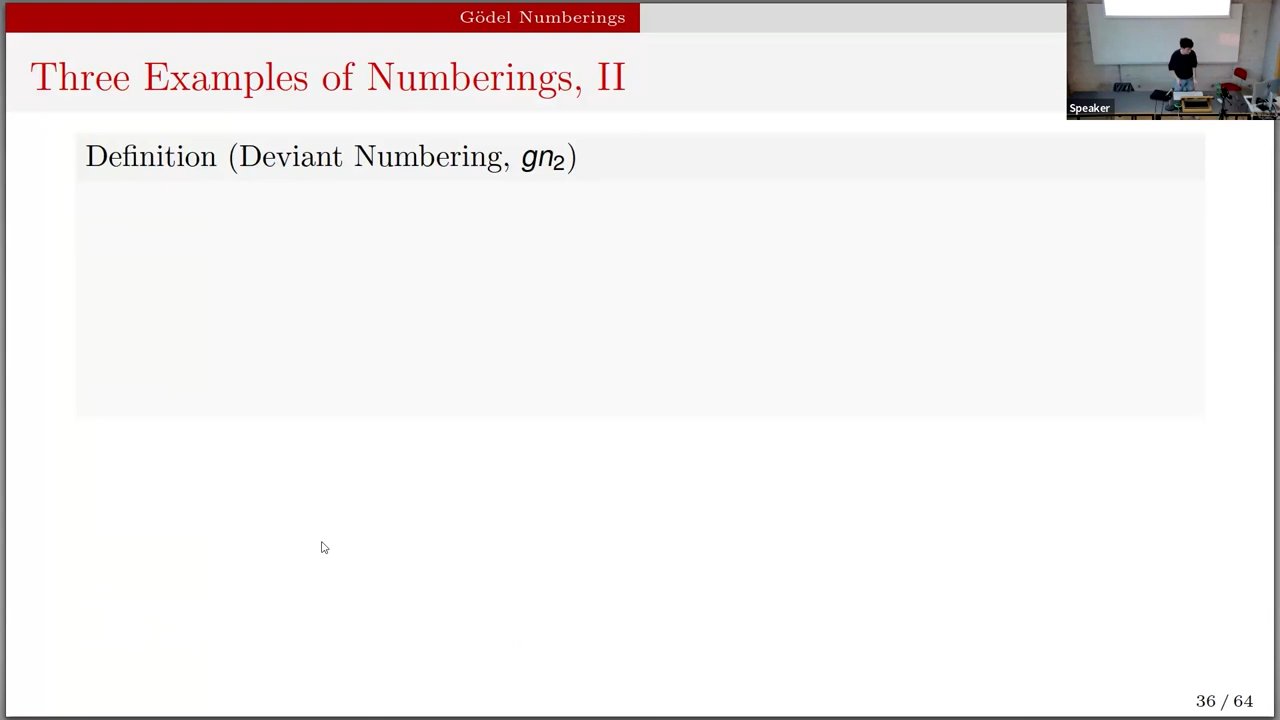 Gödel Numberings
Three Examples of Numberings, II
Speaker
Definition (Deviant Numbering, gn₂)
36 / 64